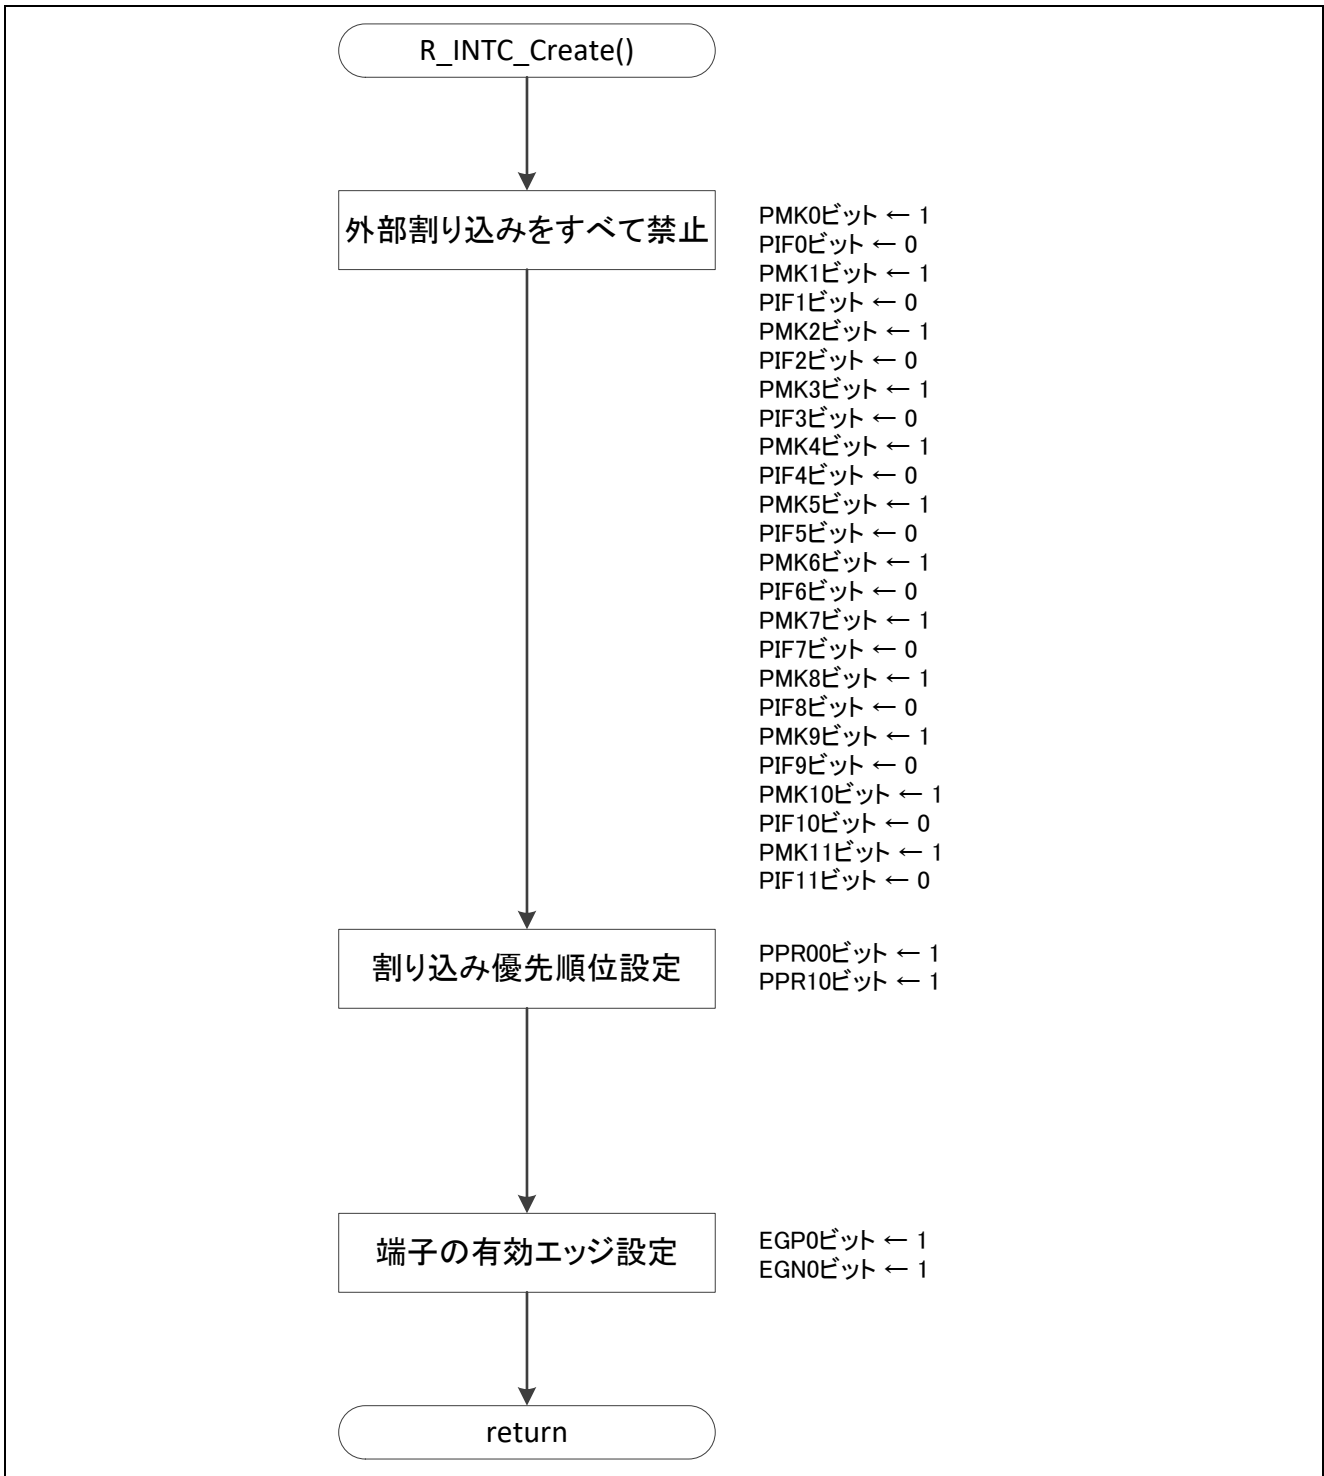 R_INTC_Create()
外部割り込みをすべて禁止
PMK0ビット ← 1
PIF0ビット ← 0
PMK1ビット ← 1
PIF1ビット ← 0
PMK2ビット ← 1
PIF2ビット ← 0
PMK3ビット ← 1
PIF3ビット ← 0
PMK4ビット ← 1
PIF4ビット ← 0
PMK5ビット ← 1
PIF5ビット ← 0
PMK6ビット ← 1
PIF6ビット ← 0
PMK7ビット ← 1
PIF7ビット ← 0
PMK8ビット ← 1
PIF8ビット ← 0
PMK9ビット ← 1
PIF9ビット ← 0
PMK10ビット ← 1
PIF10ビット ← 0
PMK11ビット ← 1
PIF11ビット ← 0
割り込み優先順位設定
PPR00ビット ← 1
PPR10ビット ← 1
端子の有効エッジ設定
EGP0ビット ← 1
EGN0ビット ← 1
return